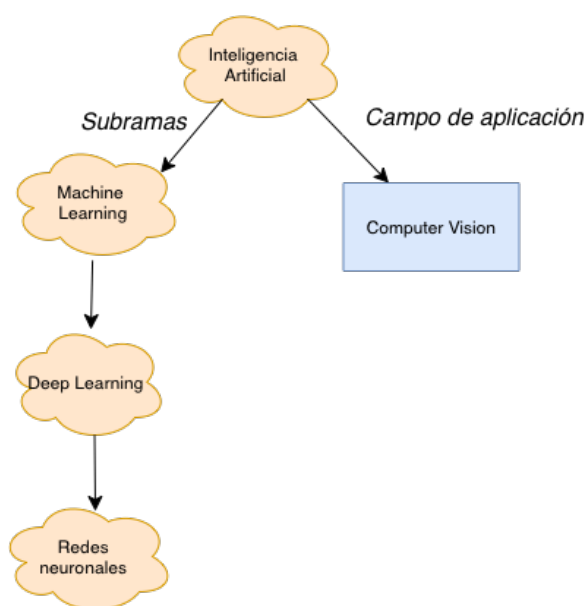 Inteligencia
Artificial
Subramas
Campo de aplicación
Machine
Learning
Computer Vision
Deep Learning
Redes
neuronales